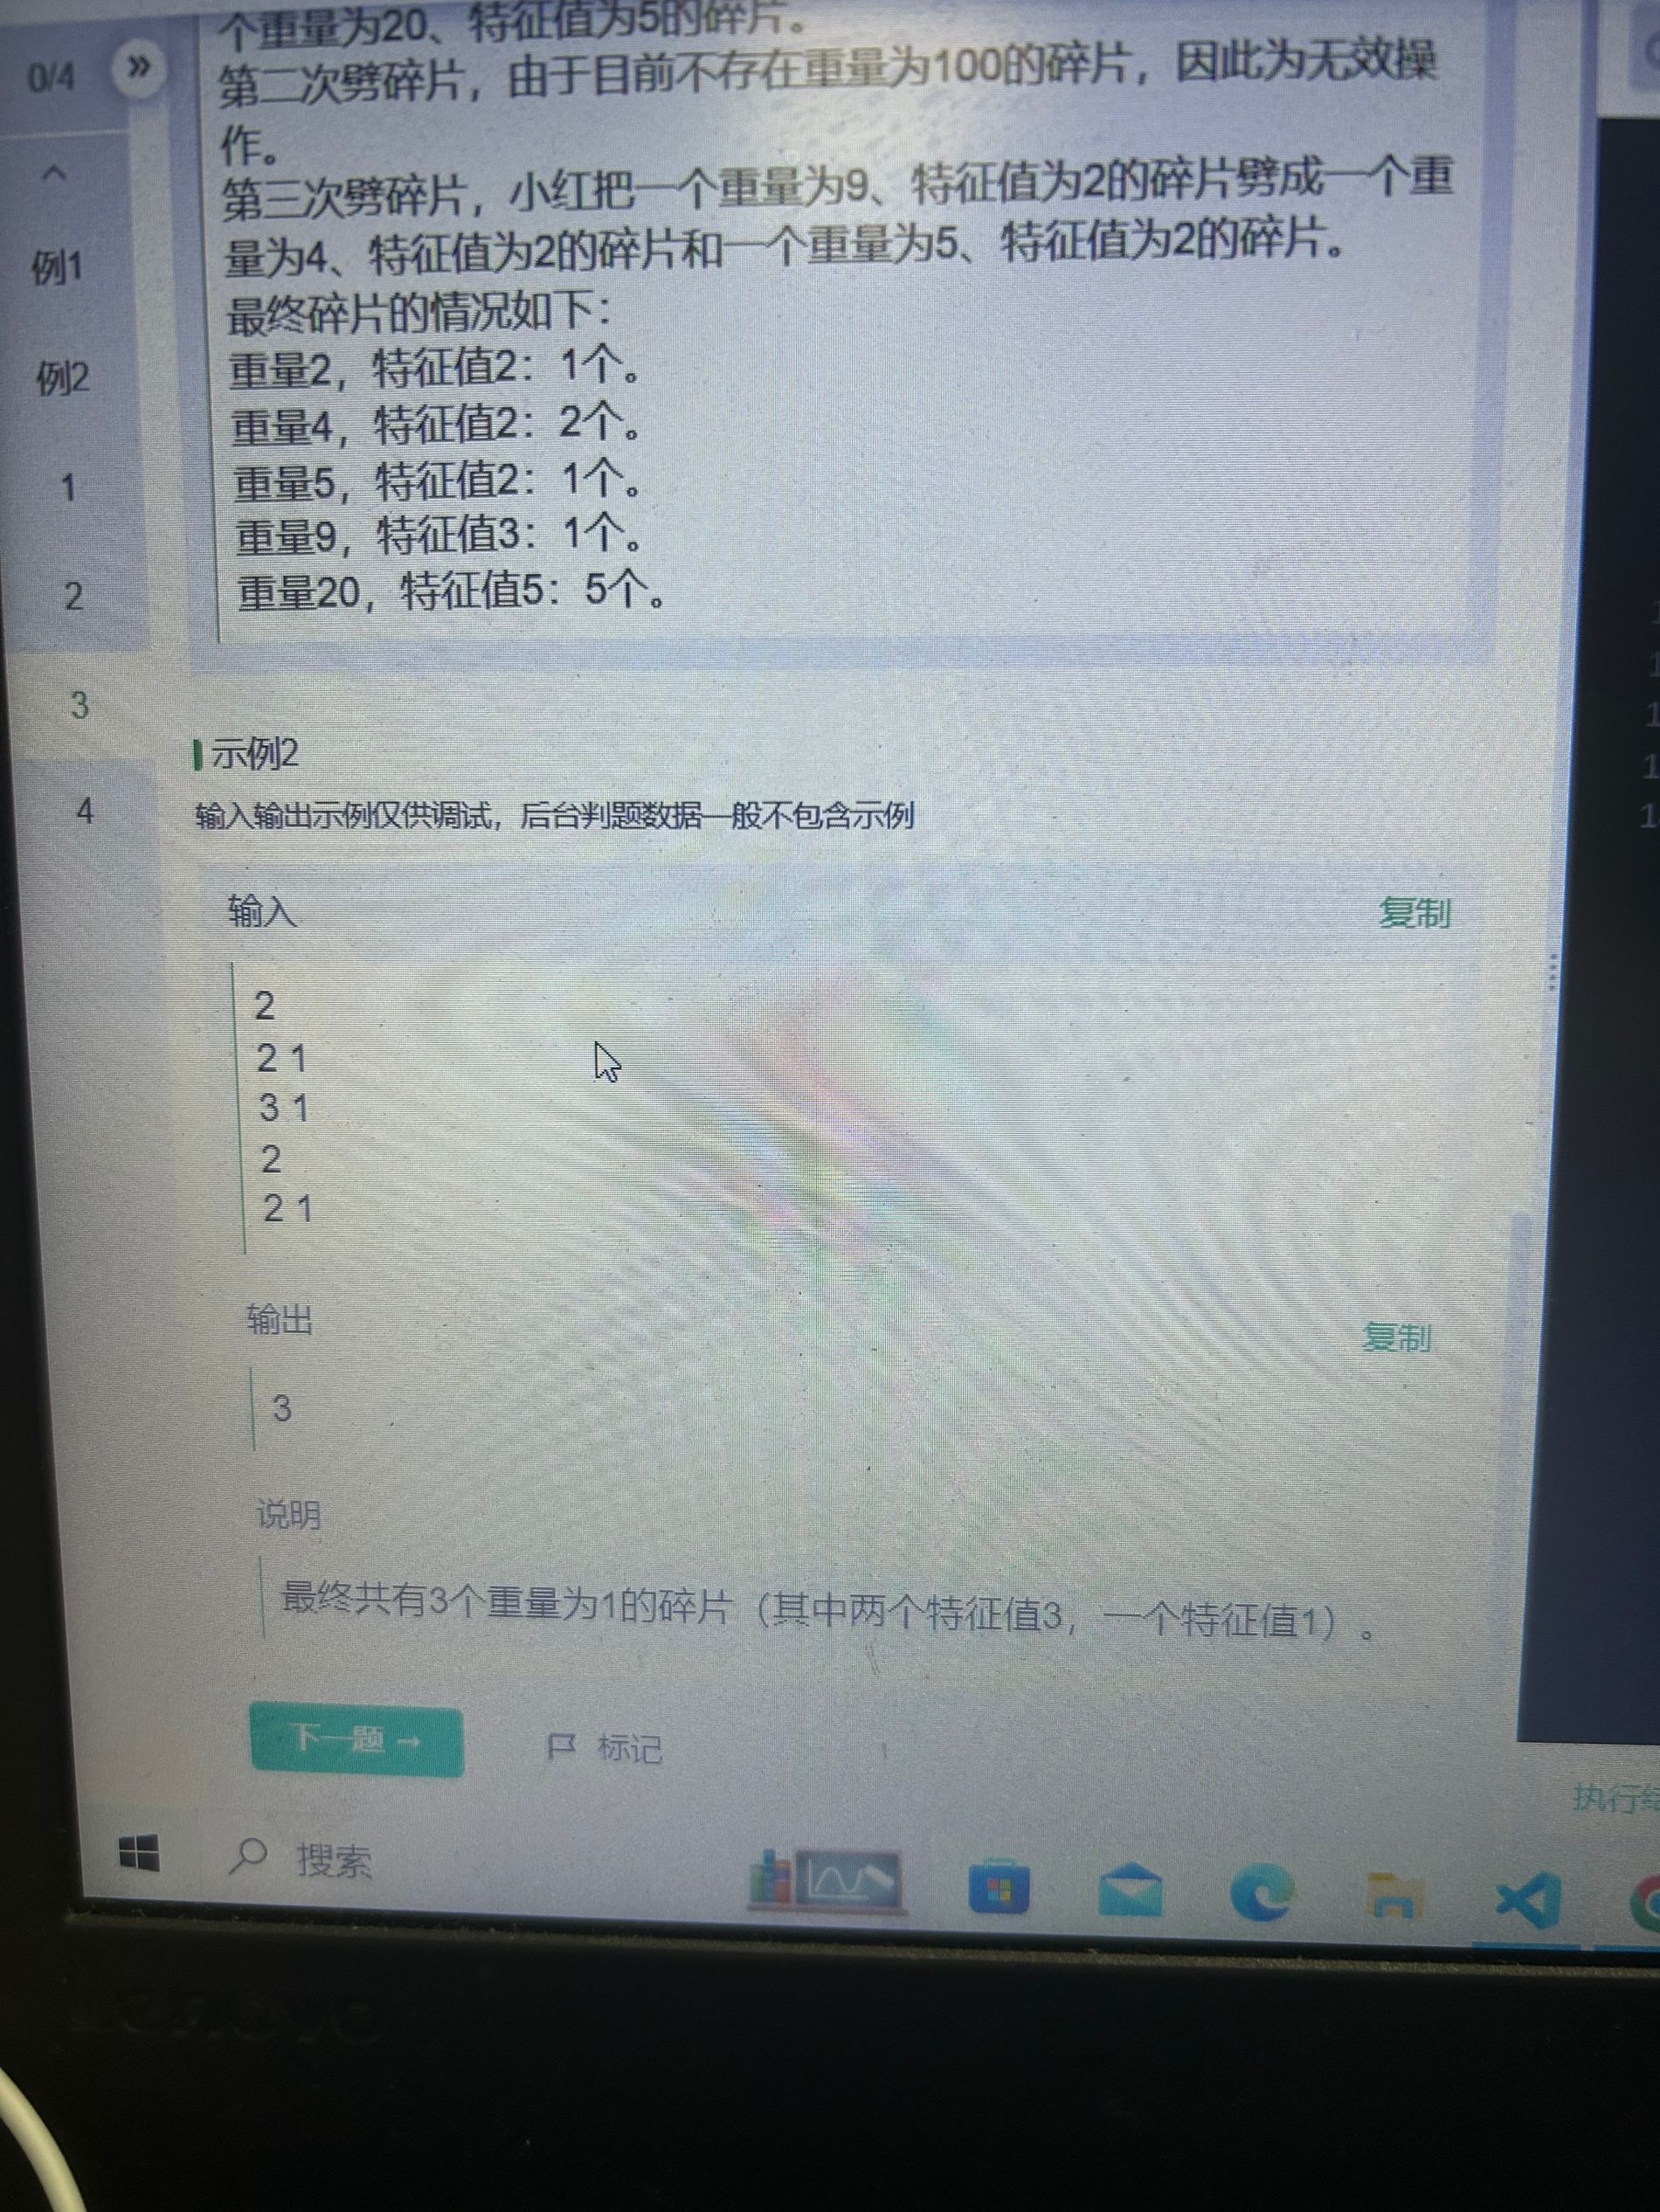 个重量为20、特征值为5的碎片。
0/4
»
第二次劈碎片，由于目前不存在重量为100的碎片，因此为无效操
作。
第三次劈碎片，小红把一个重量为9、特征值为2的碎片劈成一个重
量为4、特征值为2的碎片和一个重量为5、特征值为2的碎片。
例1
最终碎片的情况如下：
重量2，特征值2：1个。
例2
重量4，特征值2：2个。
重量5，特征值2：1个。
1
重量9，特征值3：1个。
重量20，特征值5：5个。
2
3
示例2
4
输入输出示例仅供调试，后台判题数据一般不包含示例
输入
复制
2
2 1
3 1
2
2 1
输出
复制
3
说明
最终共有3个重量为1的碎片（其中两个特征值3，一个特征值1）。
下一题 →
标记
搜索
Lenovo